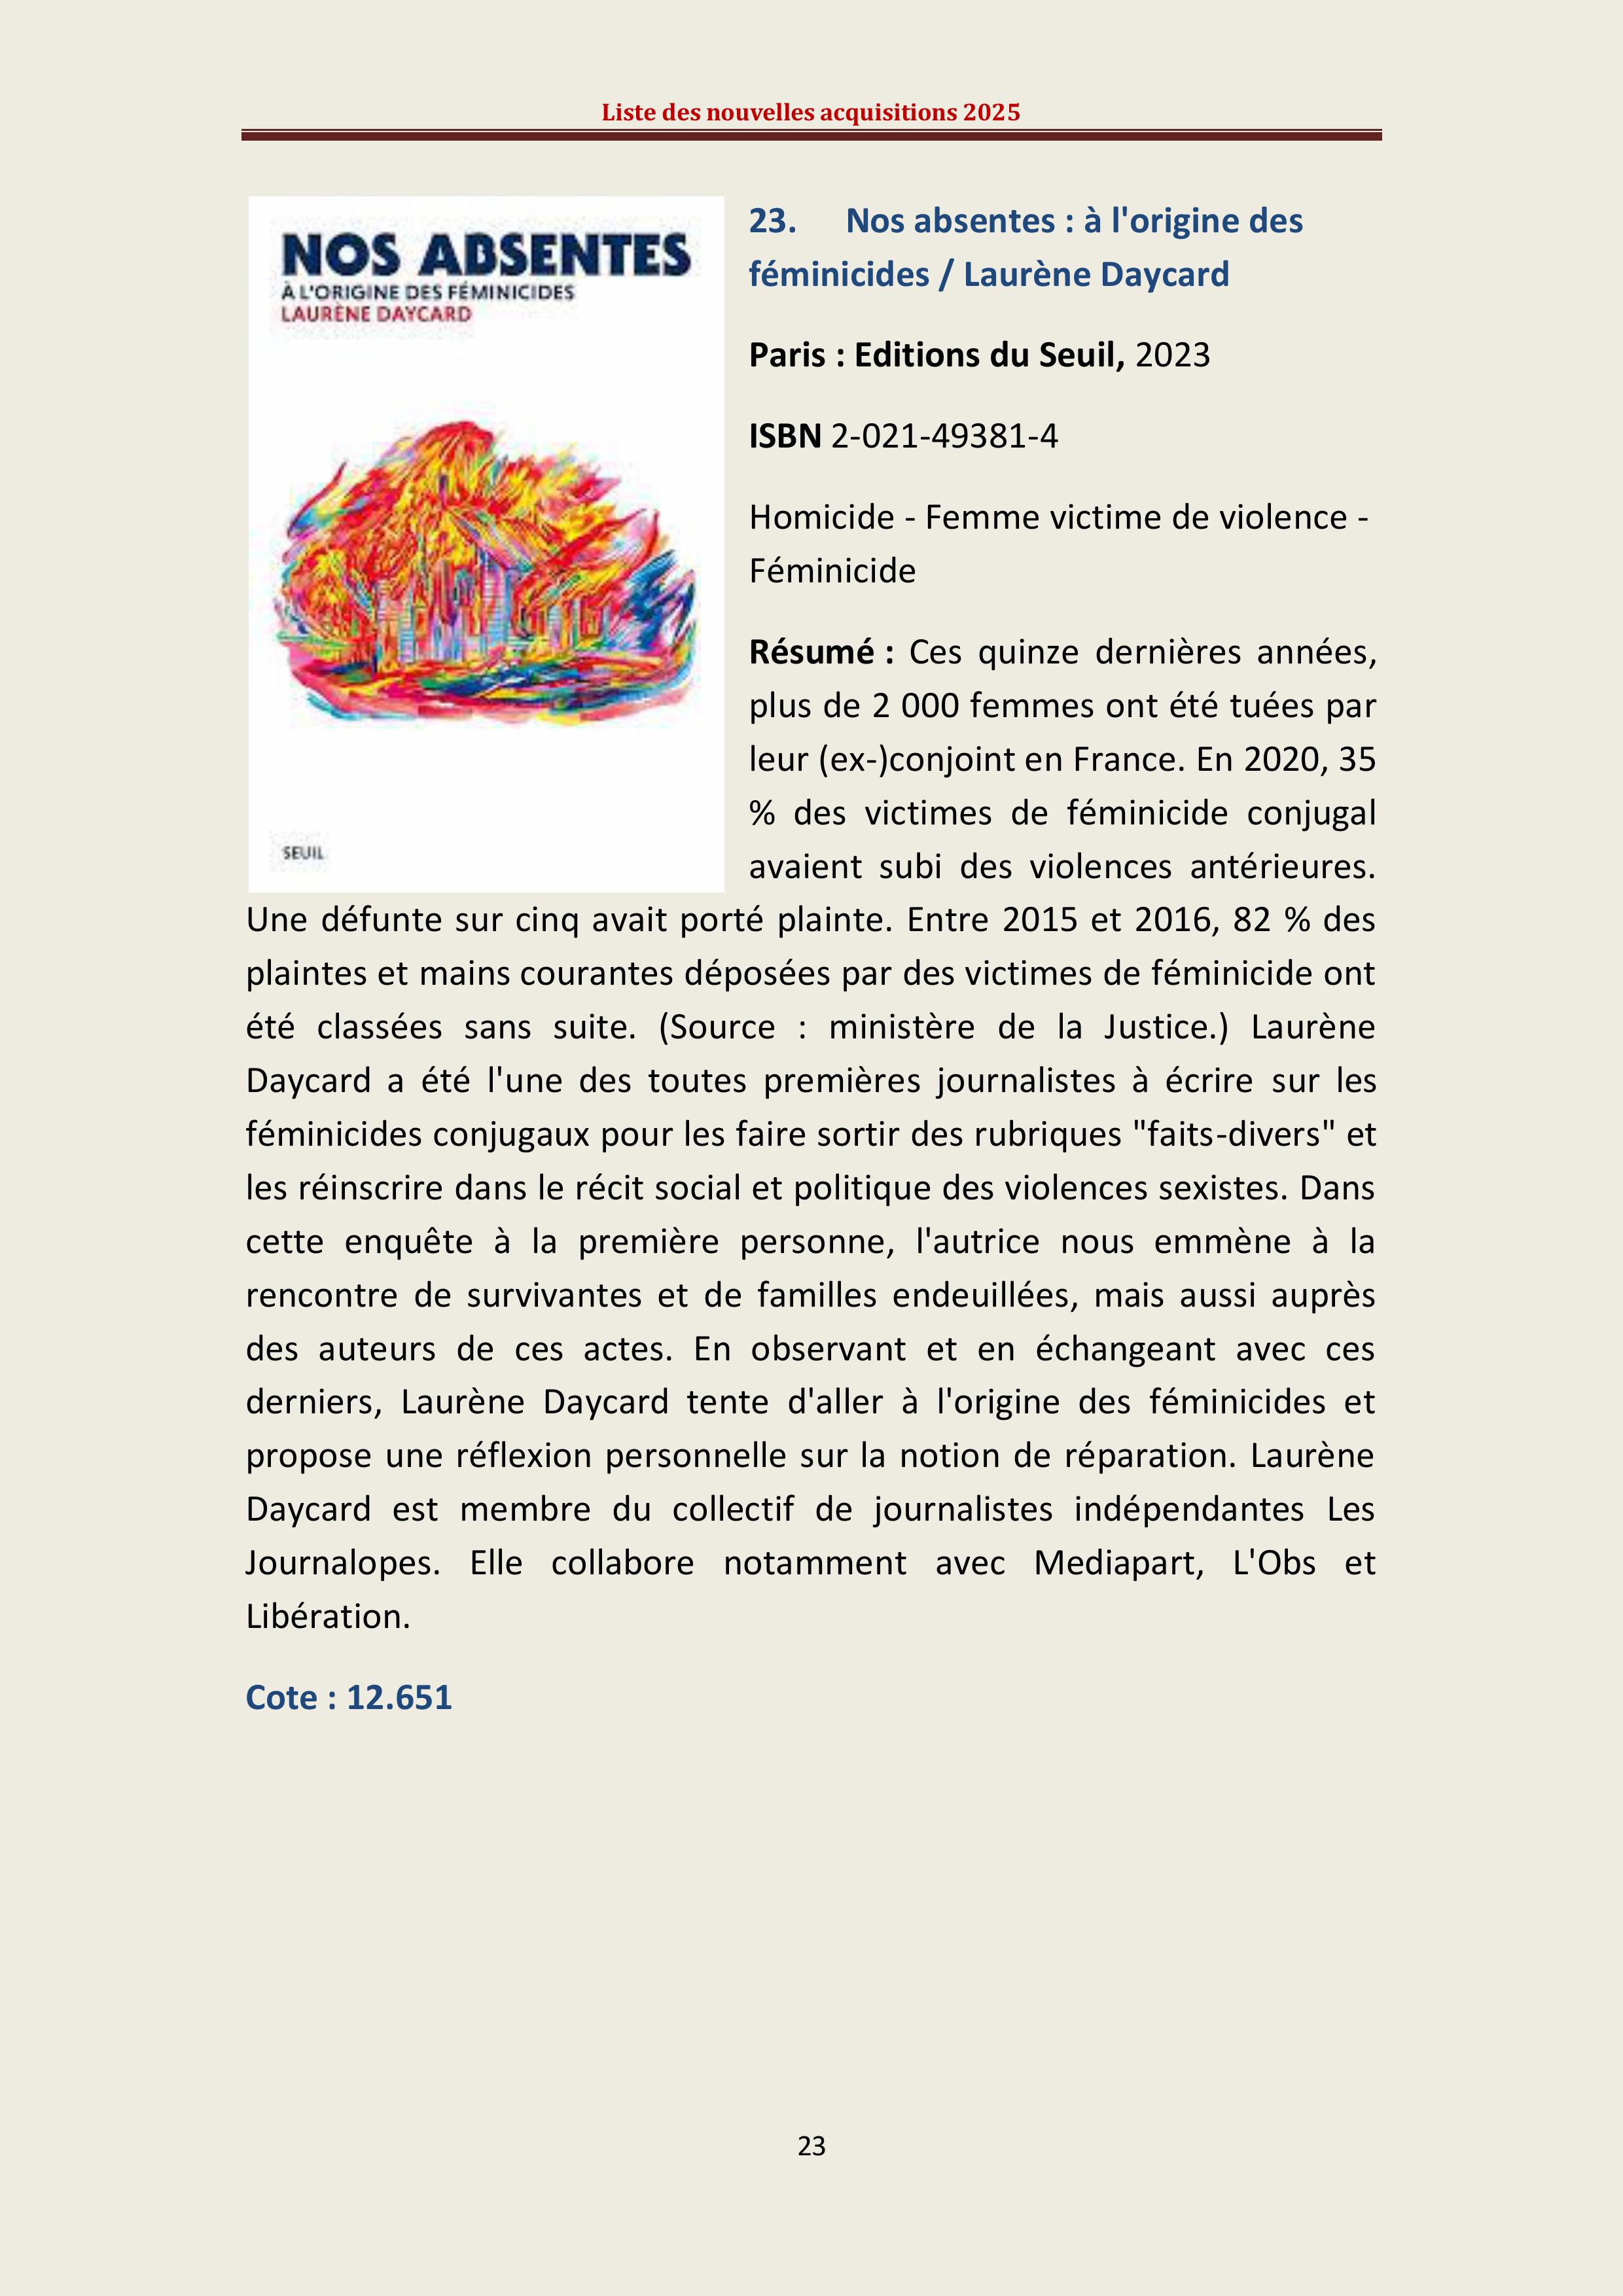 Liste des nouvelles acquisitions 2025
NOS ABSENTES
À L'ORIGINE DES FÉMINICIDES
LAURÈNE DAYCARD
SEUIL
23. Nos absentes : à l'origine des
féminicides / Laurène Daycard
Paris : Editions du Seuil, 2023
ISBN 2-021-49381-4
Homicide - Femme victime de violence -
Féminicide
Résumé : Ces quinze dernières années,
plus de 2 000 femmes ont été tuées par
leur (ex-)conjoint en France. En 2020, 35
% des victimes de féminicide conjugal
avaient subi des violences antérieures.
Une défunte sur cinq avait porté plainte. Entre 2015 et 2016, 82 % des
plaintes et mains courantes déposées par des victimes de féminicide ont
été classées sans suite. (Source : ministère de la Justice.) Laurène
Daycard a été l'une des toutes premières journalistes à écrire sur les
féminicides conjugaux pour les faire sortir des rubriques "faits-divers" et
les réinscrire dans le récit social et politique des violences sexistes. Dans
cette enquête à la première personne, l'autrice nous emmène à la
rencontre de survivantes et de familles endeuillées, mais aussi auprès
des auteurs de ces actes. En observant et en échangeant avec ces
derniers, Laurène Daycard tente d'aller à l'origine des féminicides et
propose une réflexion personnelle sur la notion de réparation. Laurène
Daycard est membre du collectif de journalistes indépendantes Les
Journalopes. Elle collabore notamment avec Mediapart, L'Obs et
Libération.
Cote : 12.651
23